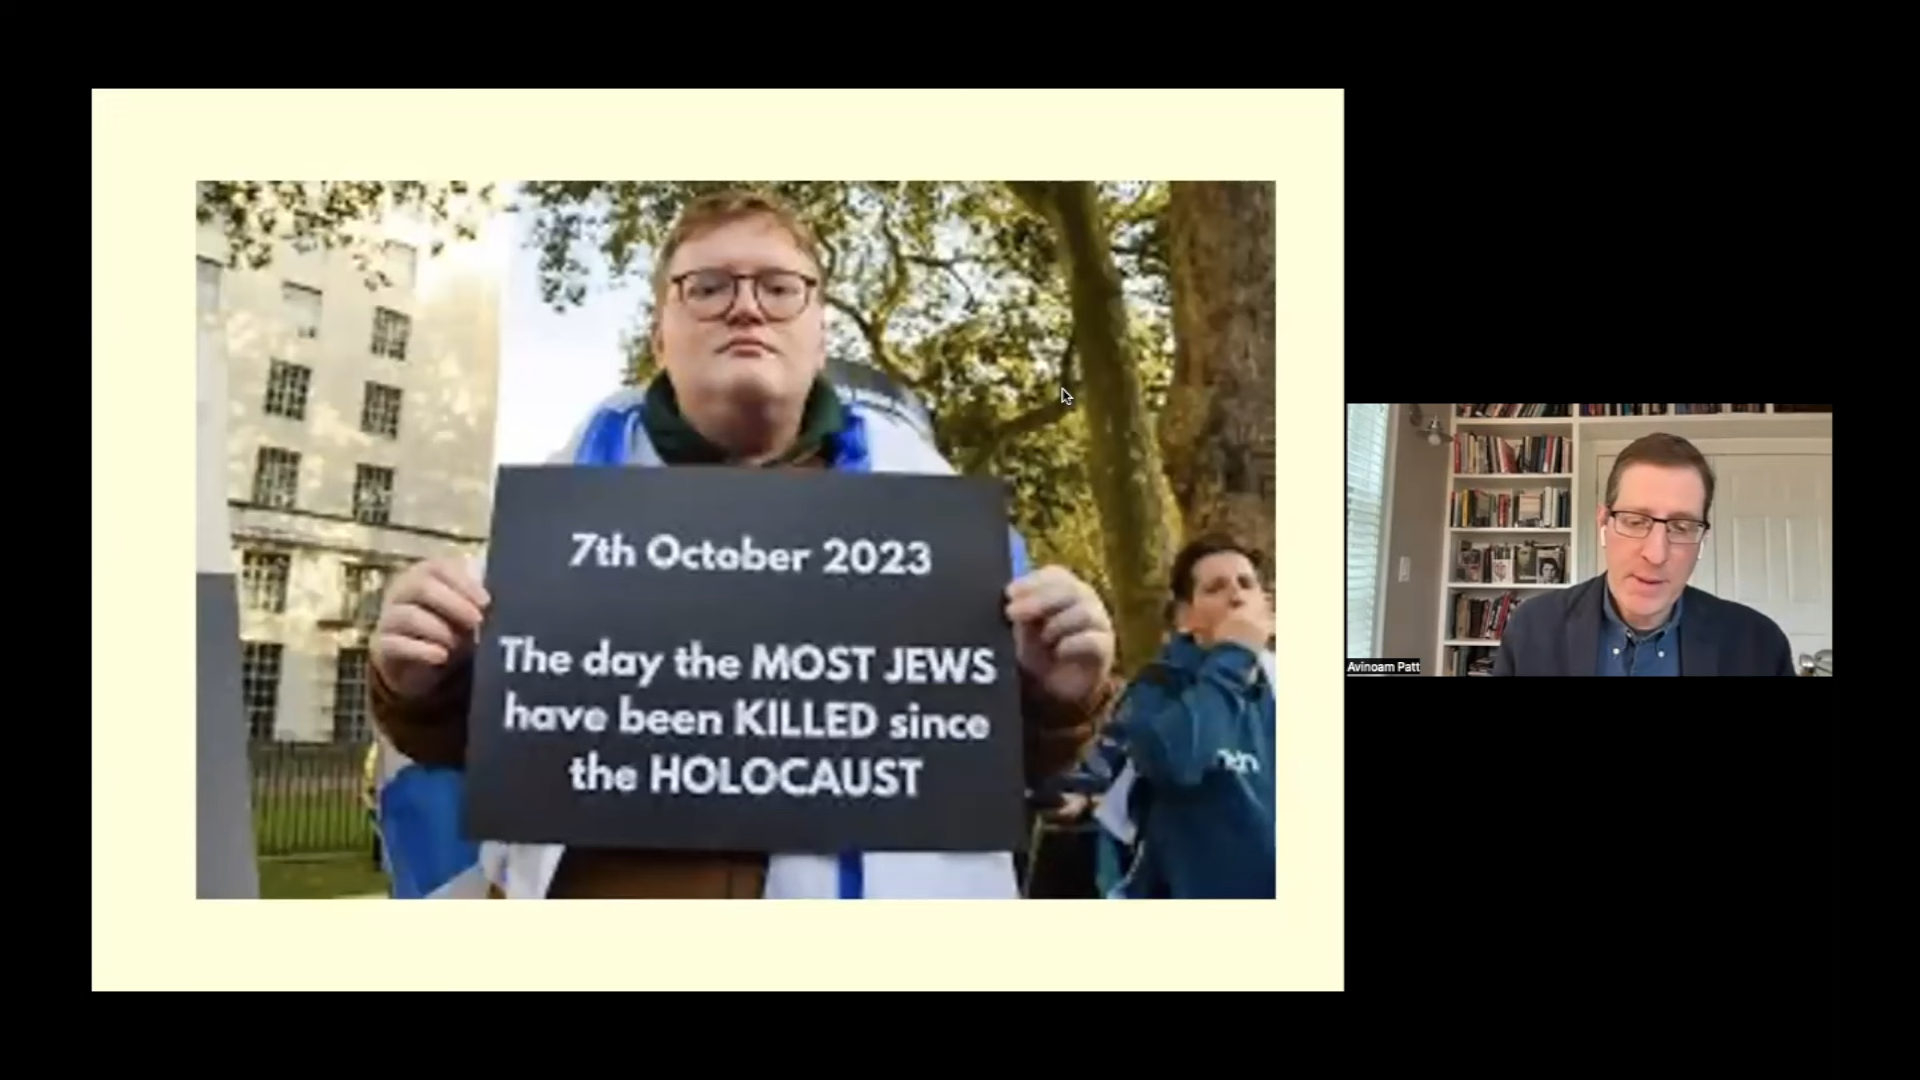 7th October 2023
The day the MOST JEWS
have been KILLED since
the HOLOCAUST
Avinoam Patt